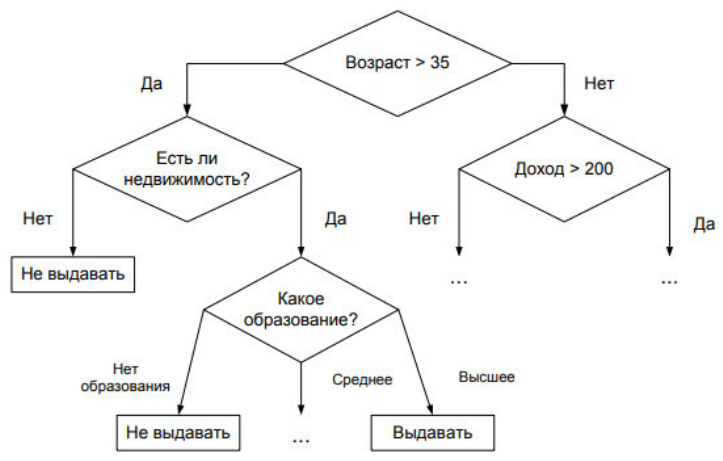 Возраст > 35
Да
Нет
Есть ли
недвижимость?
Доход > 200
Нет
Да
Нет
Да
Не выдавать
...
...
Какое
образование?
Нет
образования
Среднее
Высшее
Не выдавать
...
Выдавать